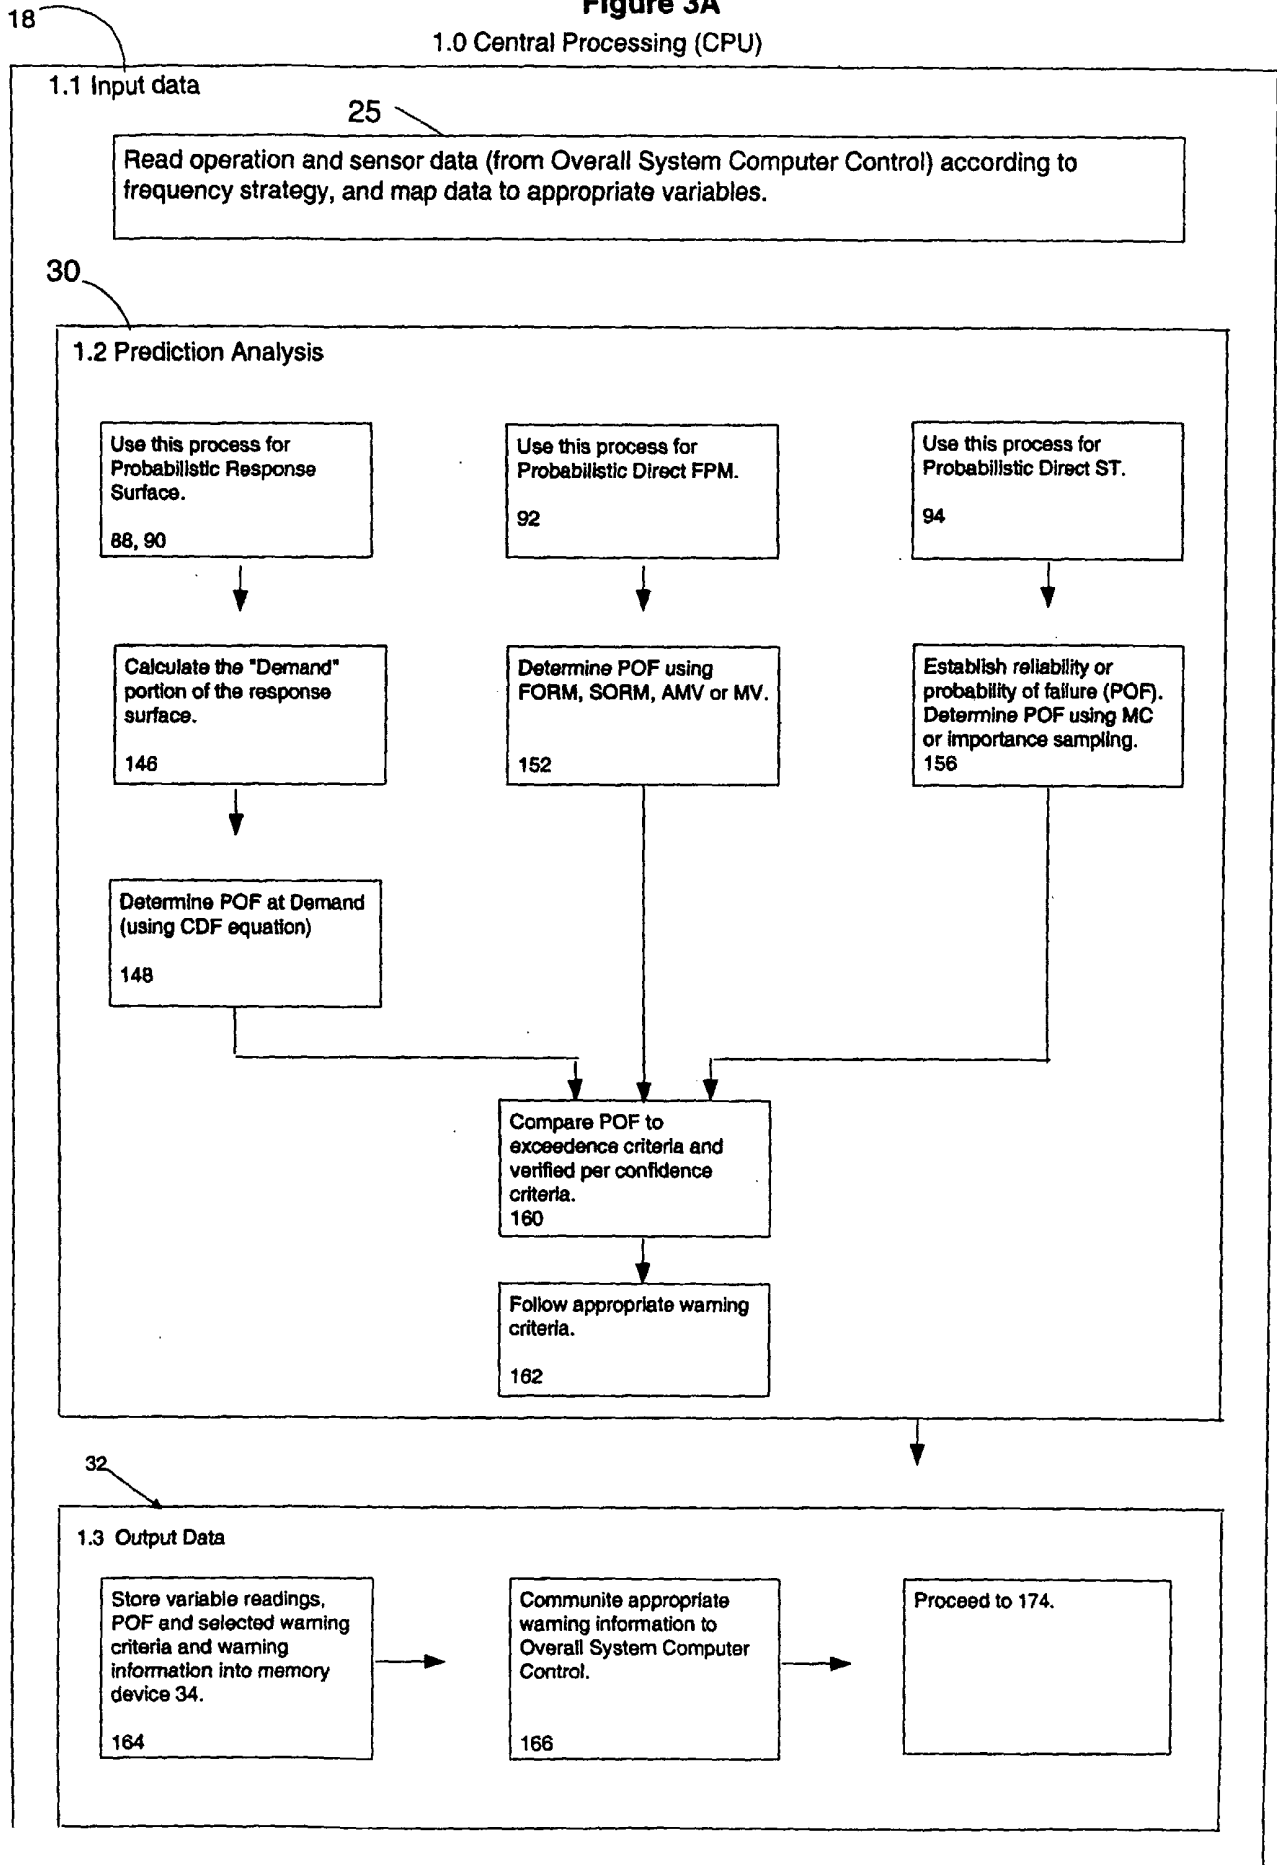 Figure 3A
18
1.0 Central Processing (CPU)
1.1 Input data
25
Read operation and sensor data (from Overall System Computer Control) according to
frequency strategy, and map data to appropriate variables.
30
1.2 Prediction Analysis
Use this process for
Probabilistic Response
Surface.
88, 90
Use this process for
Probabilistic Direct FPM.
92
Use this process for
Probabilistic Direct ST.
94
Calculate the "Demand"
portion of the response
surface.
146
Determine POF using
FORM, SORM, AMV or MV.
152
Establish reliability or
probability of failure (POF).
Determine POF using MC
or importance sampling.
156
Determine POF at Demand
(using CDF equation)
148
Compare POF to
exceedence criteria and
verified per confidence
criteria.
160
Follow appropriate warning
criteria.
162
32
1.3 Output Data
Store variable readings,
POF and selected warning
criteria and warning
information into memory
device 34.
164
Communite appropriate
warning information to
Overall System Computer
Control.
166
Proceed to 174.